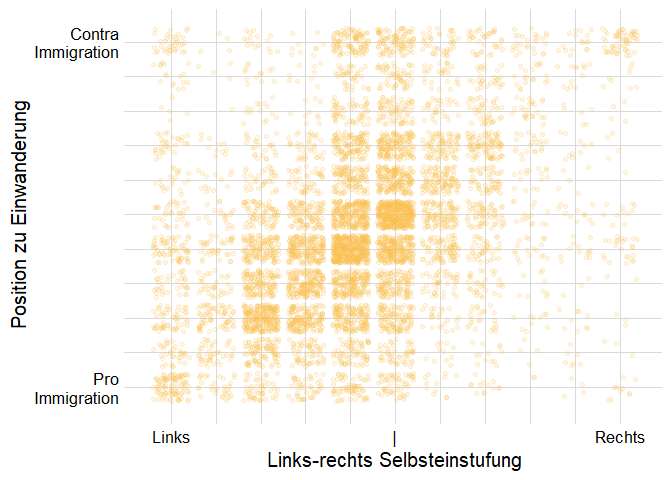 Contra
Immigration
Position zu Einwanderung
Pro
Immigration
Links
|
Rechts
Links-rechts Selbsteinstufung